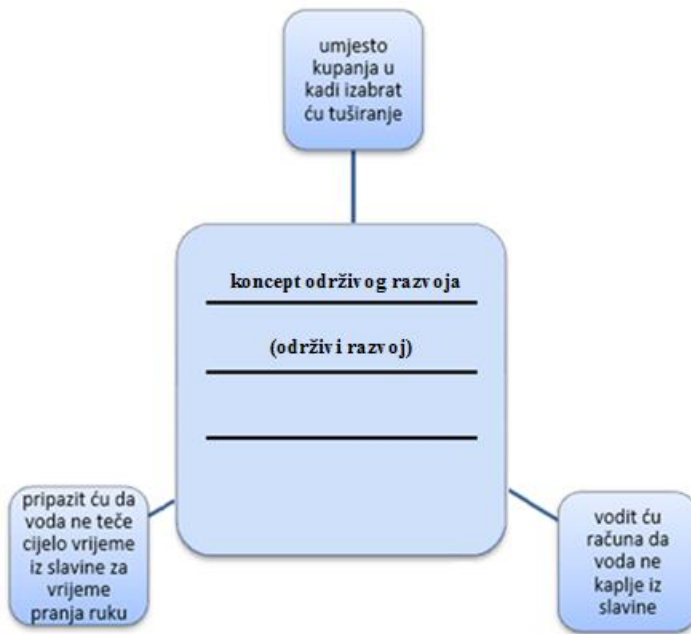 umjesto
kupanja u
kadi izabrat
ću tuširanje
koncept održivog razvoja
(održivi razvoj)
pripazit ću da
voda ne teče
cijelo vrijeme
iz slavine za
vrijeme
pranja ruku
vodit ću
računa da
voda ne
kaplje iz
slavine